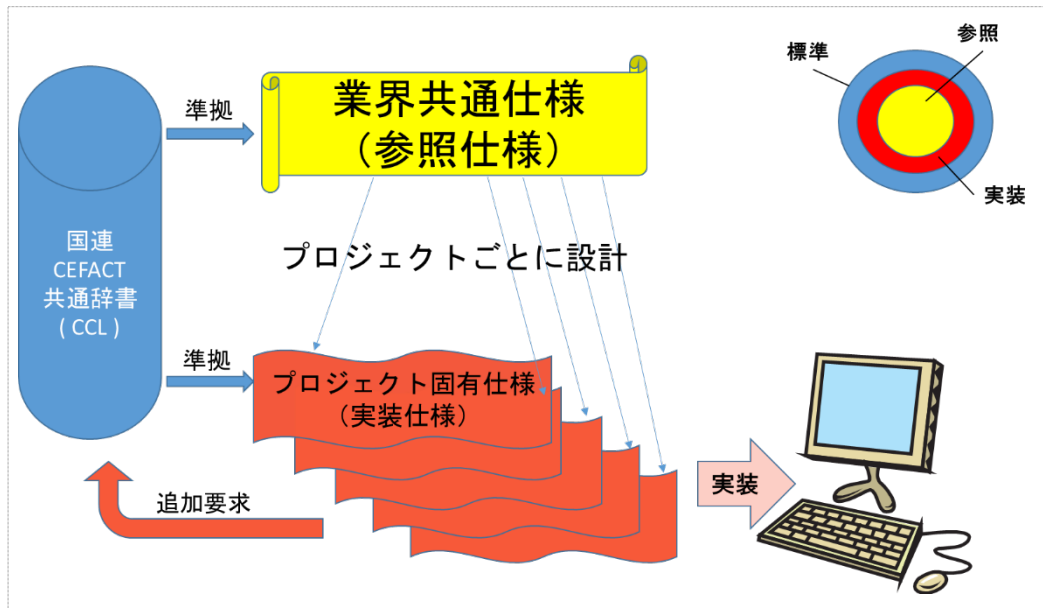 準拠
業界共通仕様
（参照仕様）
標準
参照
実装
国連
CEFACT
共通辞書
( CCL )
プロジェクトごとに設計
準拠
プロジェクト固有仕様
（実装仕様）
追加要求
実装